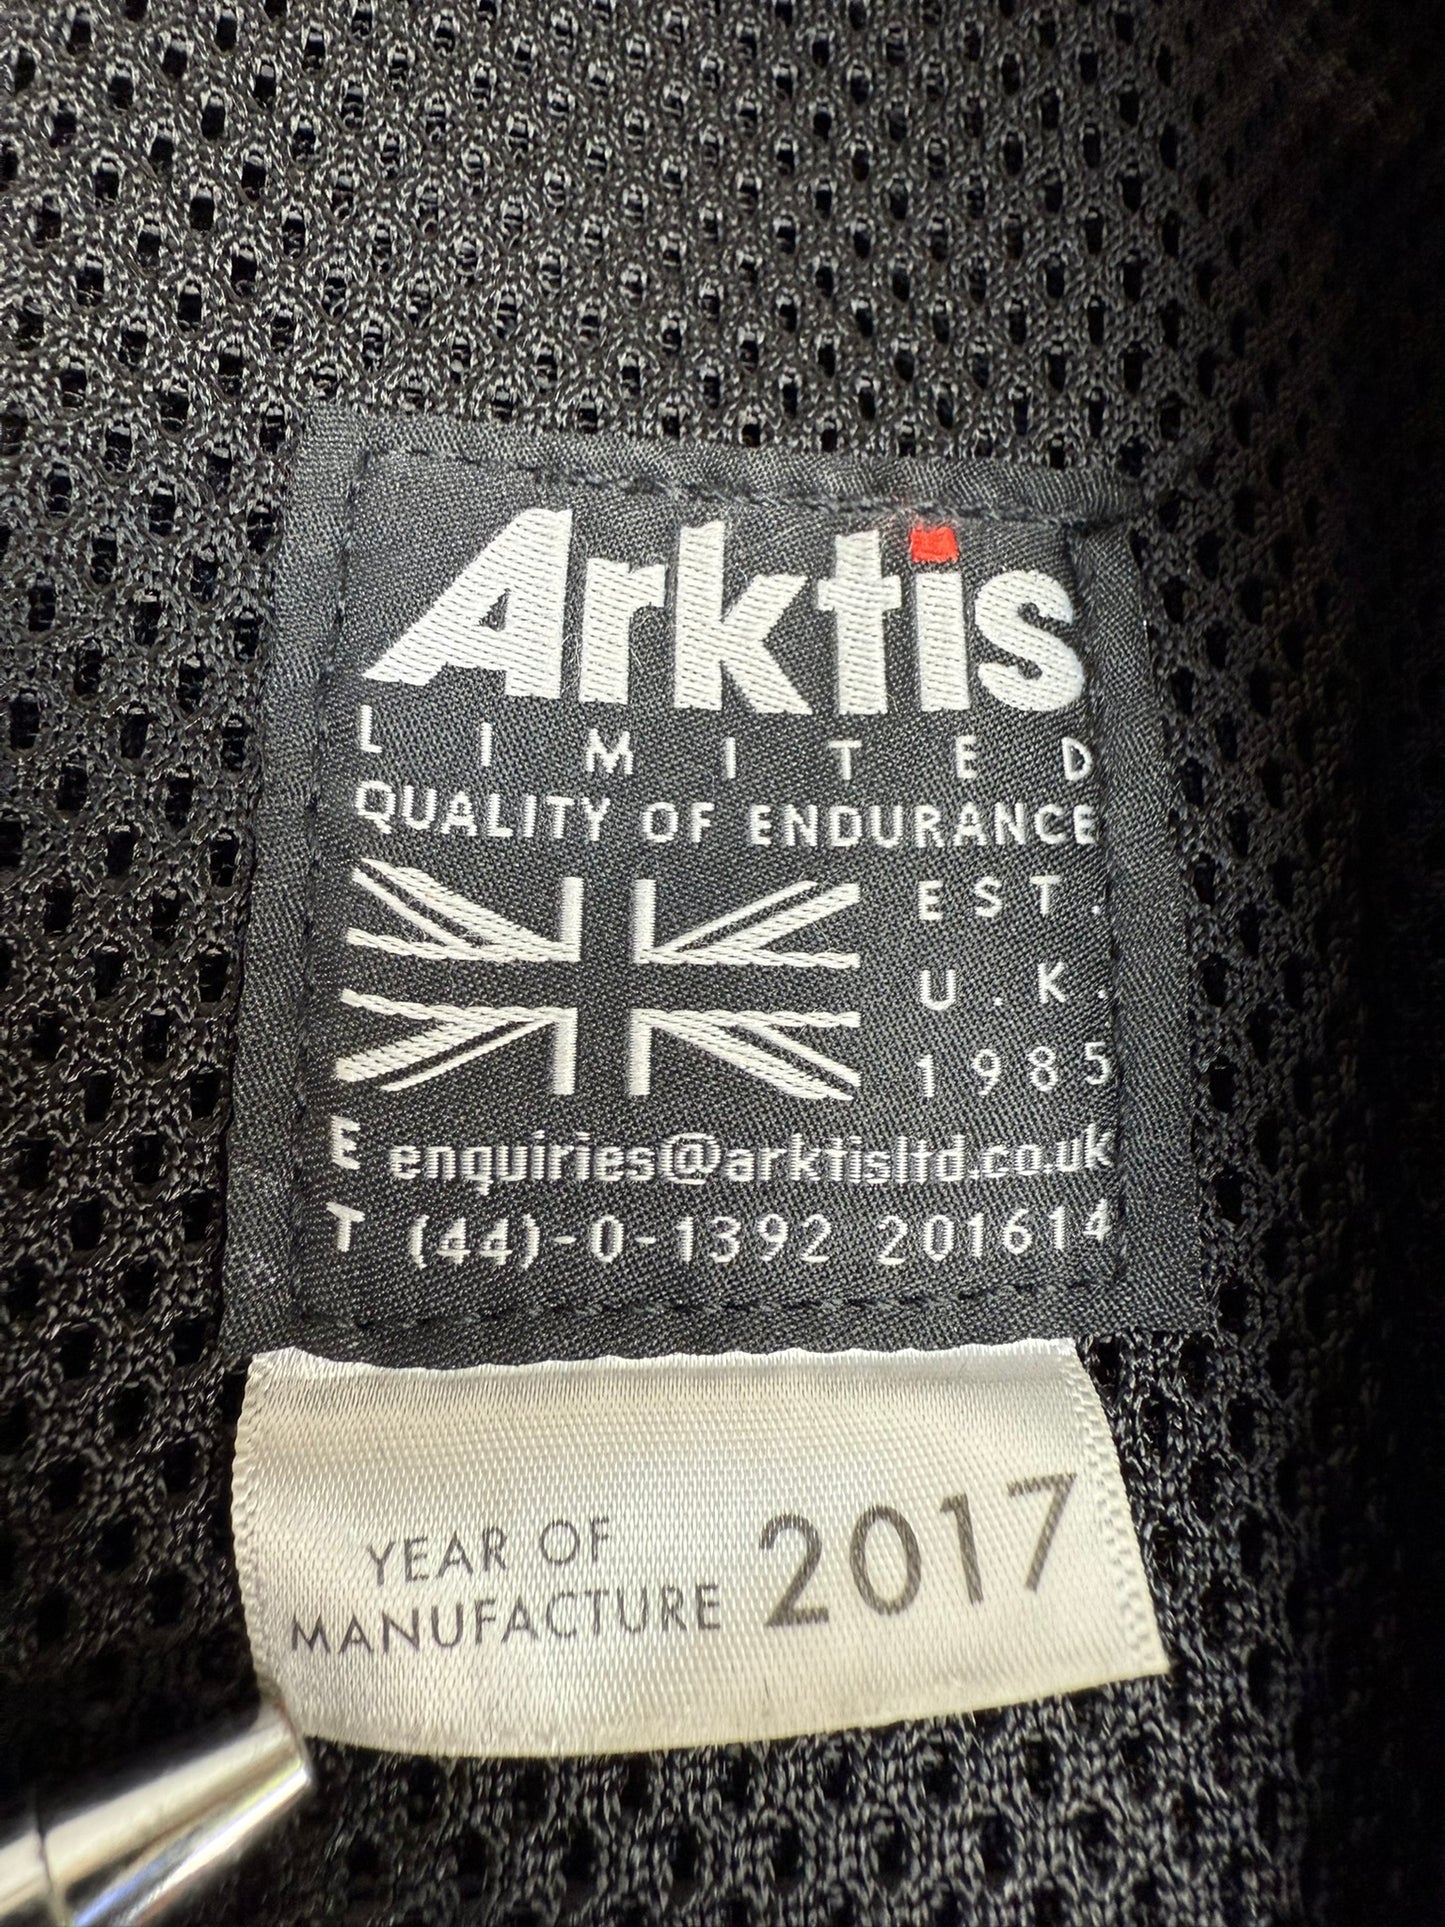 Arktis
LIMITED
QUALITY OF ENDURANCE
EST.
U.K.
1985
E enquiries@arktisltd.co.uk
T (44)-0-1392 201614
YEAR OF
MANUFACTURE 2017